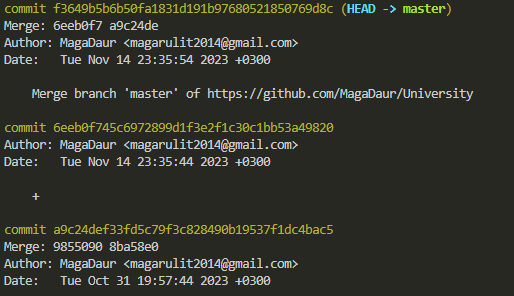 commit f3649b5b6b50fa1831d191b97680521850769d8c (HEAD -> master)
Merge: 6eeb0f7 a9c24de
Author: MagaDaur <magarulit2014@gmail.com>
Date:   Tue Nov 14 23:35:54 2023 +0300
Merge branch 'master' of https://github.com/MagaDaur/University
commit 6eeb0f745c6972899d1f3e2f1c30c1bb53a49820
Author: MagaDaur <magarulit2014@gmail.com>
Date:   Tue Nov 14 23:35:44 2023 +0300
+
commit a9c24def33fd5c79f3c828490b19537f1dc4bac5
Merge: 9855090 8ba58e0
Author: MagaDaur <magarulit2014@gmail.com>
Date:   Tue Oct 31 19:57:44 2023 +0300